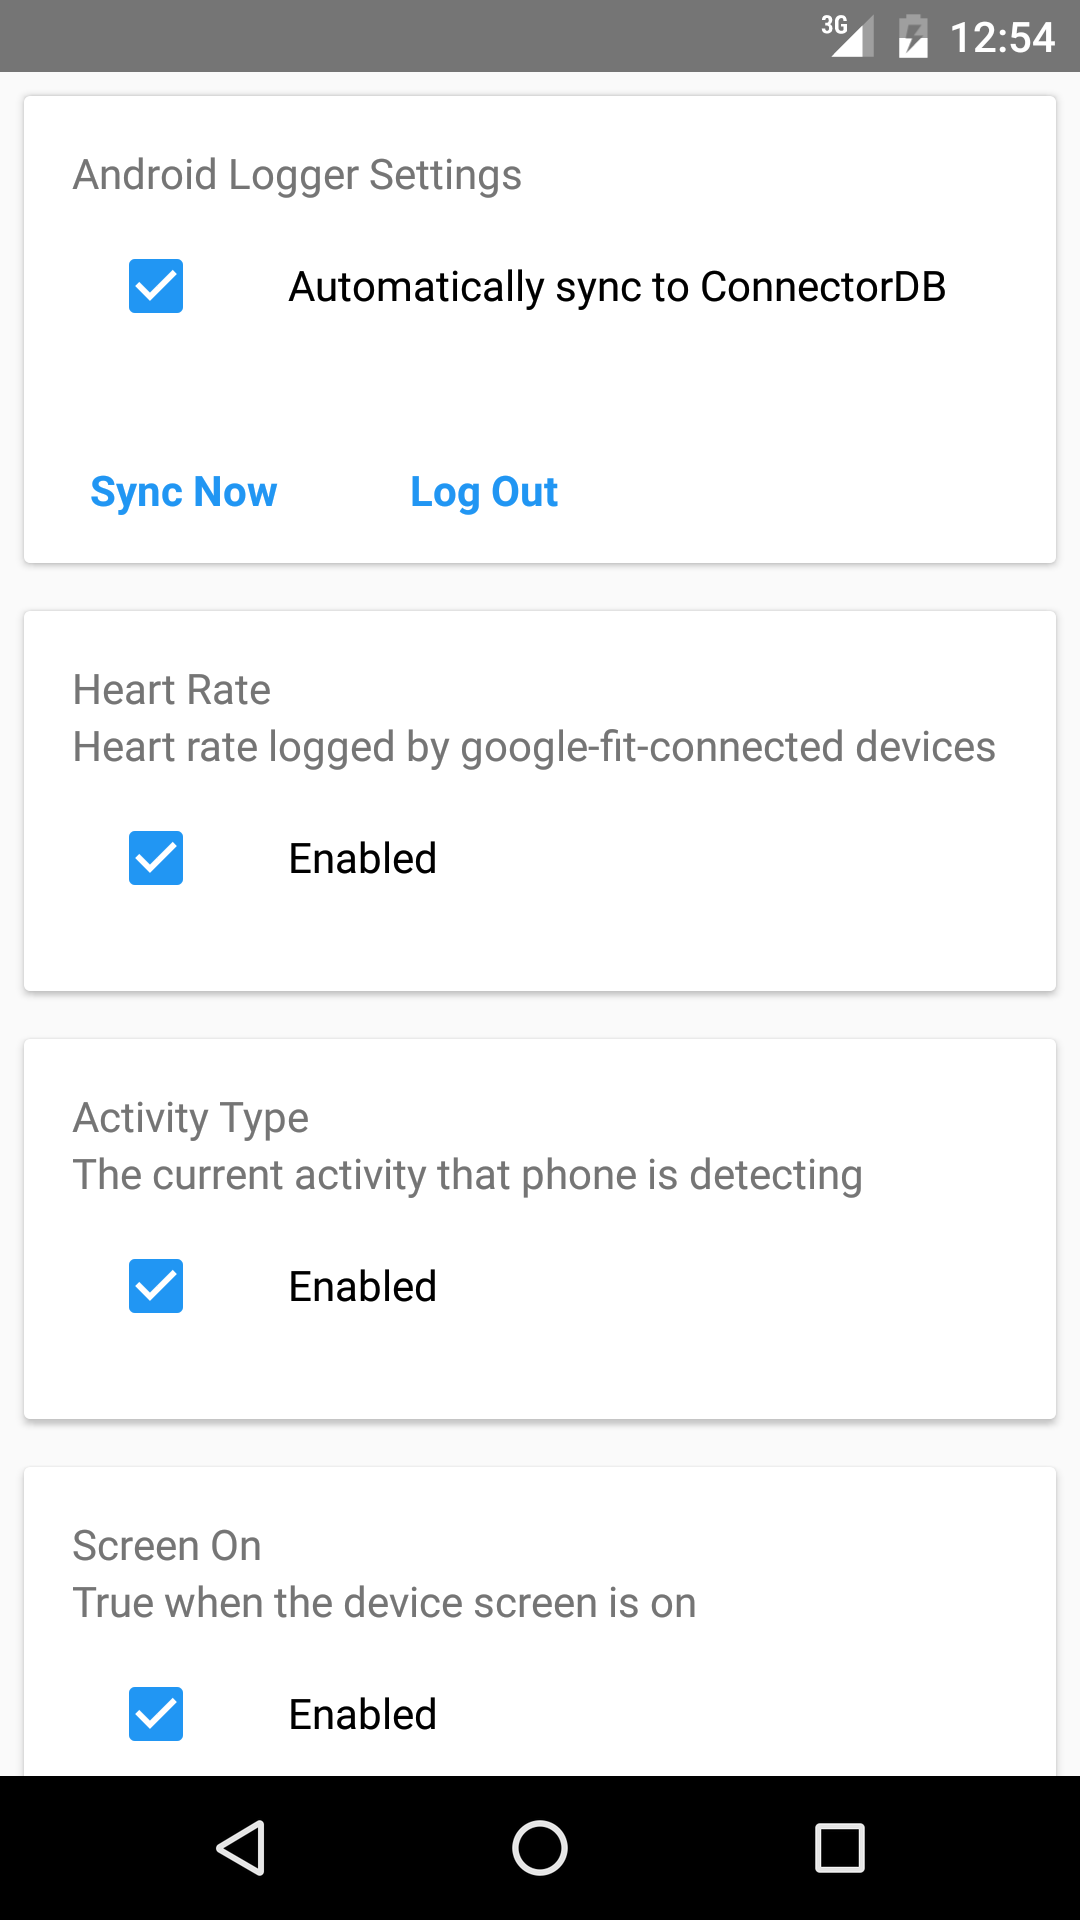 3G 12:54
Android Logger Settings
Automatically sync to ConnectorDB
Sync Now Log Out
Heart Rate
Heart rate logged by google-fit-connected devices
Enabled
Activity Type
The current activity that phone is detecting
Enabled
Screen On
True when the device screen is on
Enabled